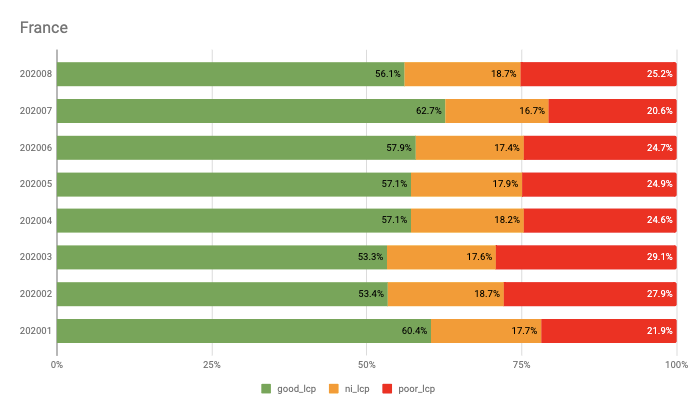 France
202008 56.1% 18.7% 25.2%
202007 62.7% 16.7% 20.6%
202006 57.9% 17.4% 24.7%
202005 57.1% 17.9% 24.9%
202004 57.1% 18.2% 24.6%
202003 53.3% 17.6% 29.1%
202002 53.4% 18.7% 27.9%
202001 60.4% 17.7% 21.9%
0% 25% 50% 75% 100%
good_lcp ni_lcp poor_lcp